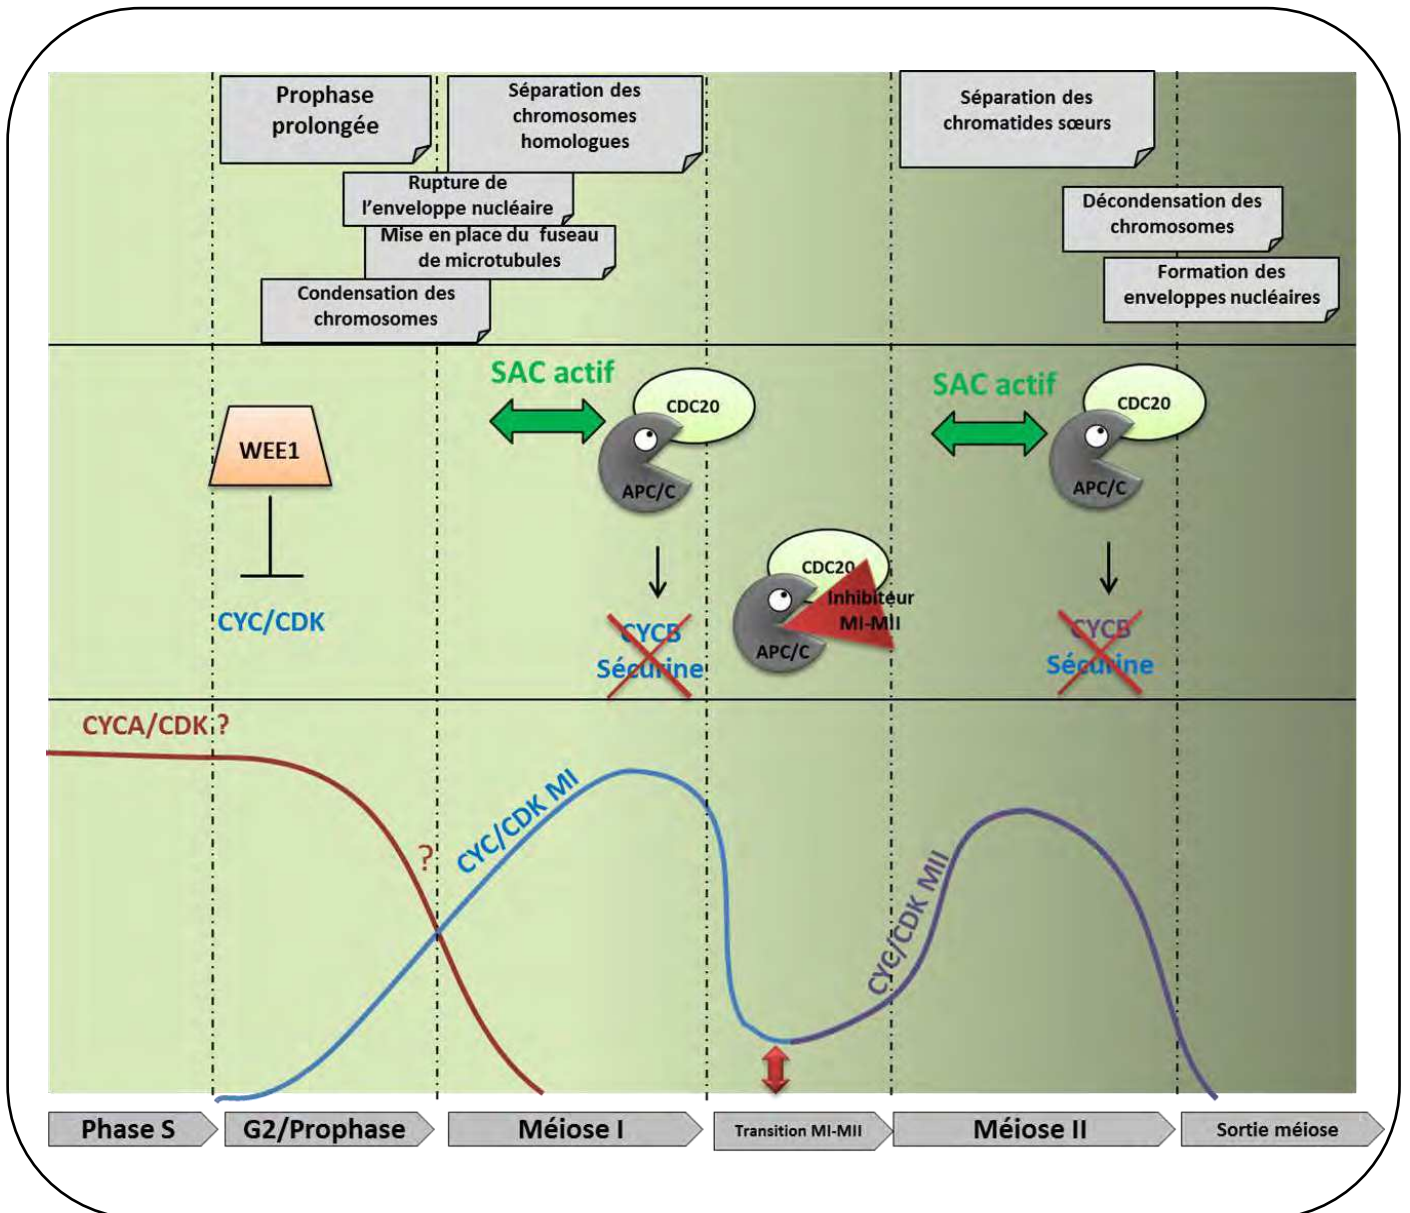 Prophase
prolongée
Séparation des
chromosomes
homologues
Séparation des
chromatides sœurs
Rupture de
l'enveloppe nucléaire
Mise en place du fuseau
de microtubules
Condensation des
chromosomes
Décondensation des
chromosomes
Formation des
enveloppes nucléaires
SAC actif
CDC20
APC/C
SAC actif
CDC20
APC/C
WEE1
CYC/CDK
CYCB
Sécurine
CDC20
Inhibiteur
MI-MII
APC/C
CYCB
Sécurine
CYCA/CDK ?
?
CYC/CDK MI
CYC/CDK MII
Phase S
G2/Prophase
Méiose I
Transition MI-MII
Méiose II
Sortie méiose